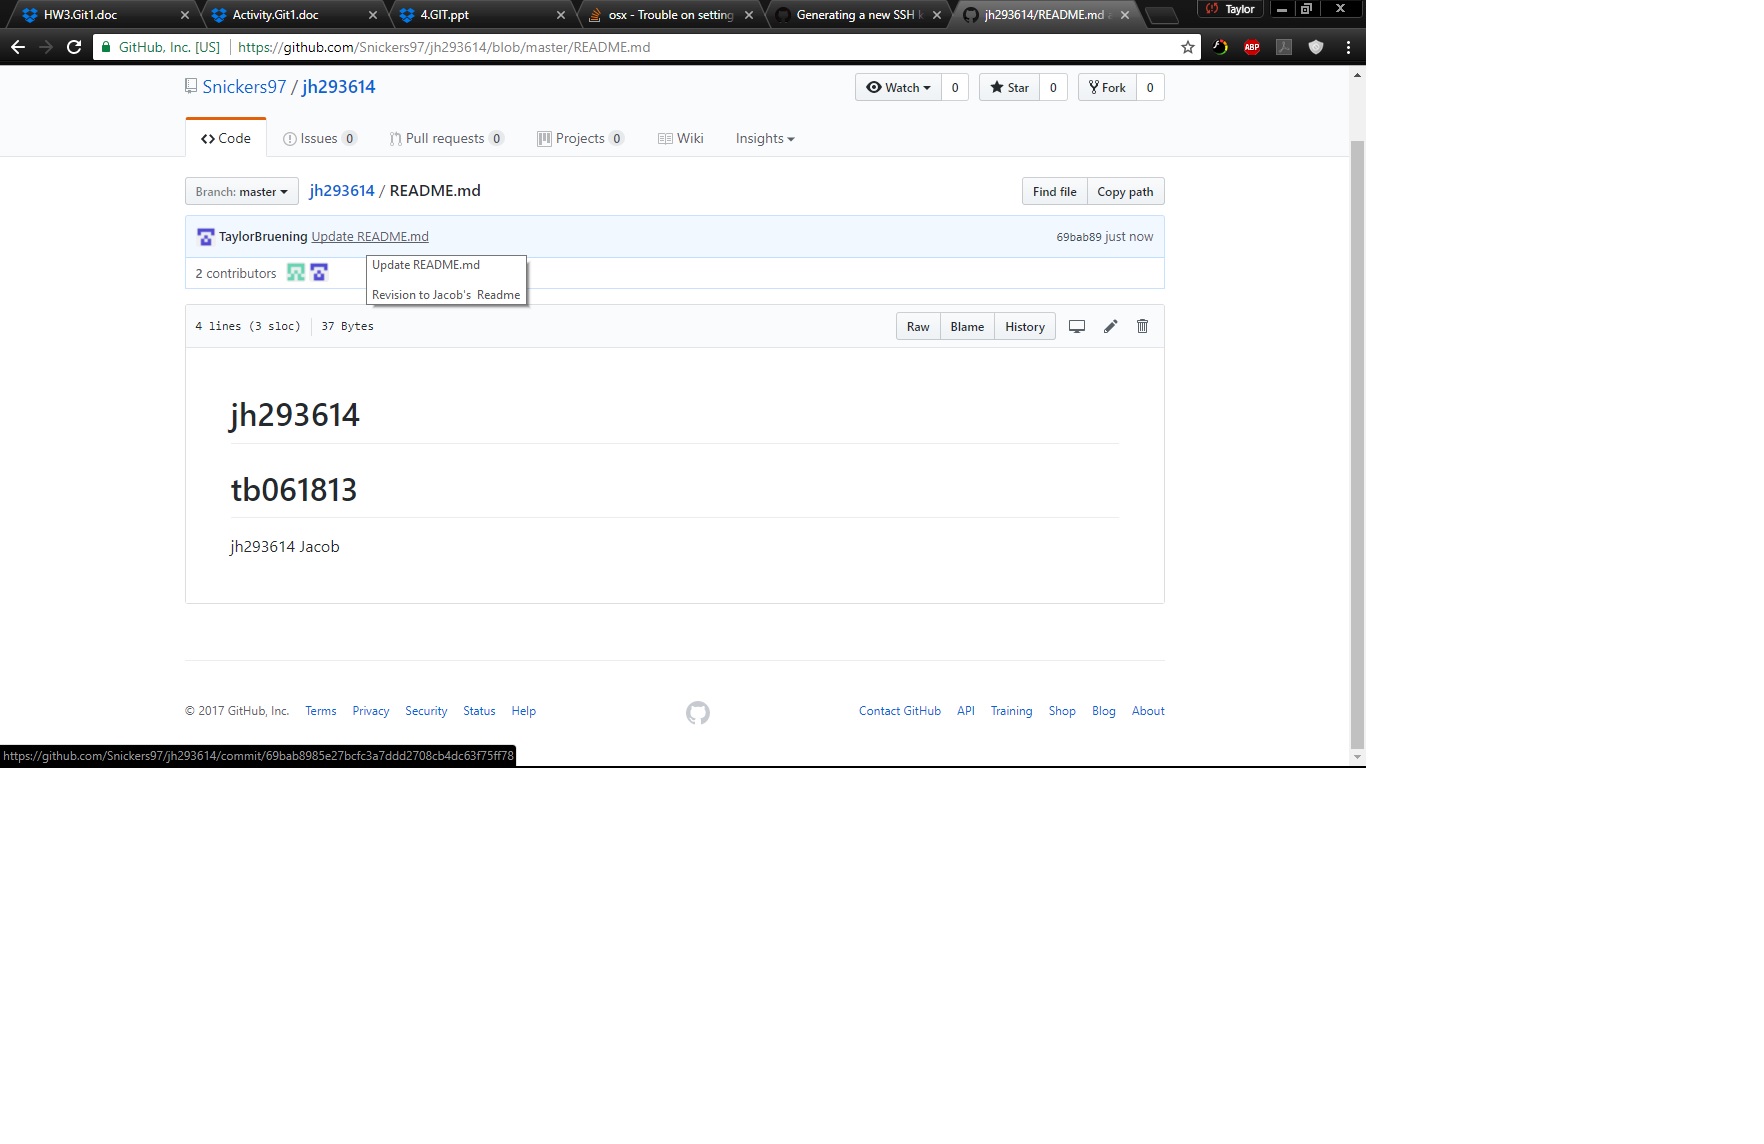 HW3.Git1.doc
Activity.Git1.doc
4.GIT.ppt
osx - Trouble on setting
Generating a new SSH k
jh293614/README.md a
Taylor
GitHub, Inc. [US]
https://github.com/Snickers97/jh293614/blob/master/README.md
ABP
Snickers97 / jh293614
Watch 0
Star 0
Fork 0
<> Code
Issues 0
Pull requests 0
Projects 0
Wiki
Insights
Branch: master
jh293614 / README.md
Find file
Copy path
TaylorBruening Update README.md
69bab89 just now
2 contributors
Update README.md
Revision to Jacob's  Readme
4 lines (3 sloc)
37 Bytes
Raw
Blame
History
jh293614
tb061813
jh293614 Jacob
© 2017 GitHub, Inc.
Terms
Privacy
Security
Status
Help
Contact GitHub
API
Training
Shop
Blog
About
https://github.com/Snickers97/jh293614/commit/69bab8985e27bcfc3a7ddd2708cb4dc63f75ff78